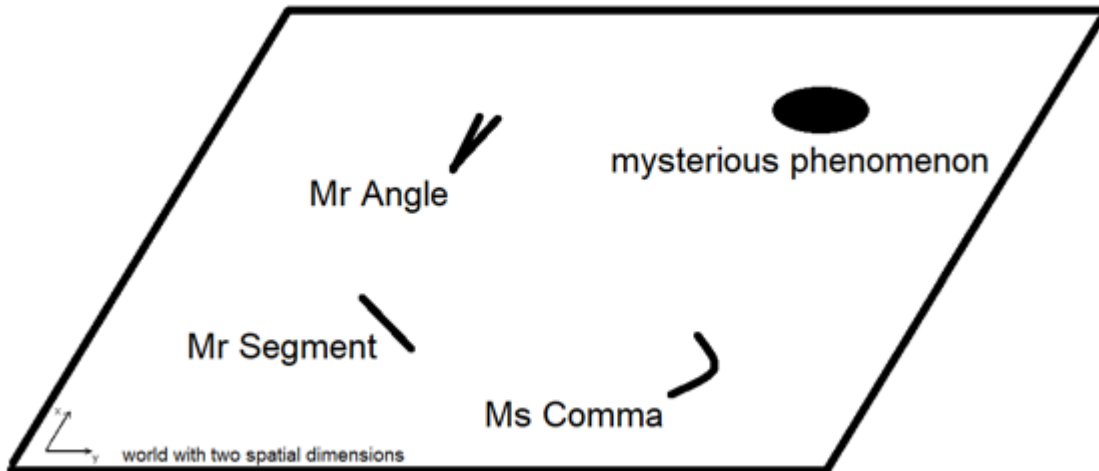 mysterious phenomenon
Mr Angle
Mr Segment
Ms Comma
x
y
world with two spatial dimensions